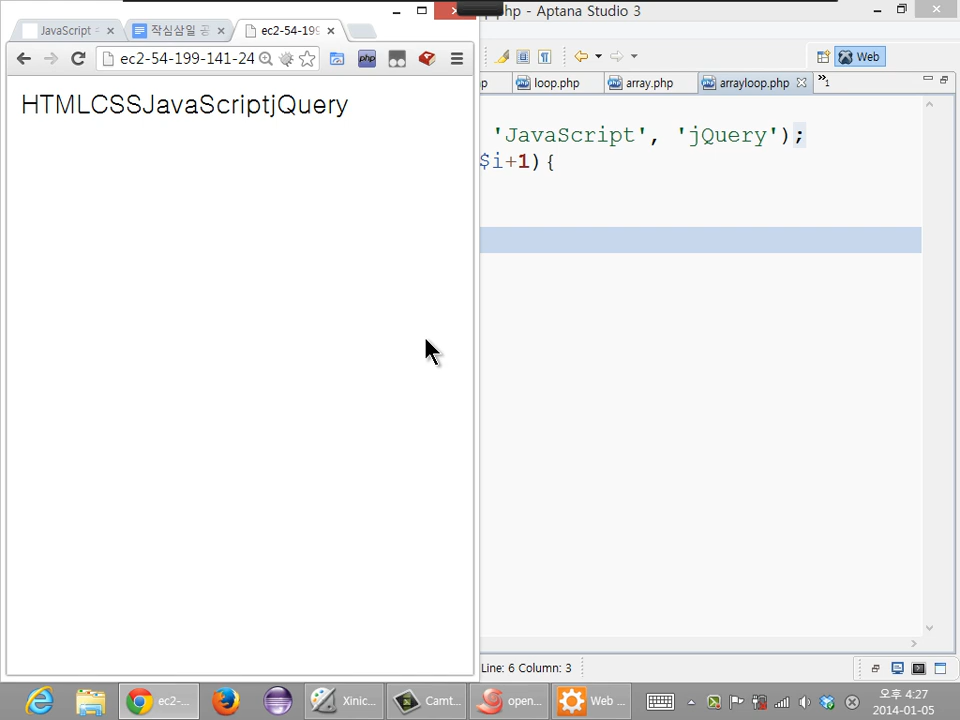 .php - Aptana Studio 3
JavaScript
작심삼일 공
ec2-54-199
ec2-54-199-141-24
php
Web
loop.php
array.php
arrayloop.php
1
HTMLCSSJavaScriptjQuery
'JavaScript', 'jQuery');
$i+1){
Line: 6 Column: 3
ec2-...
Xinic...
Camt...
open...
Web ...
오후 4:27
2014-01-05